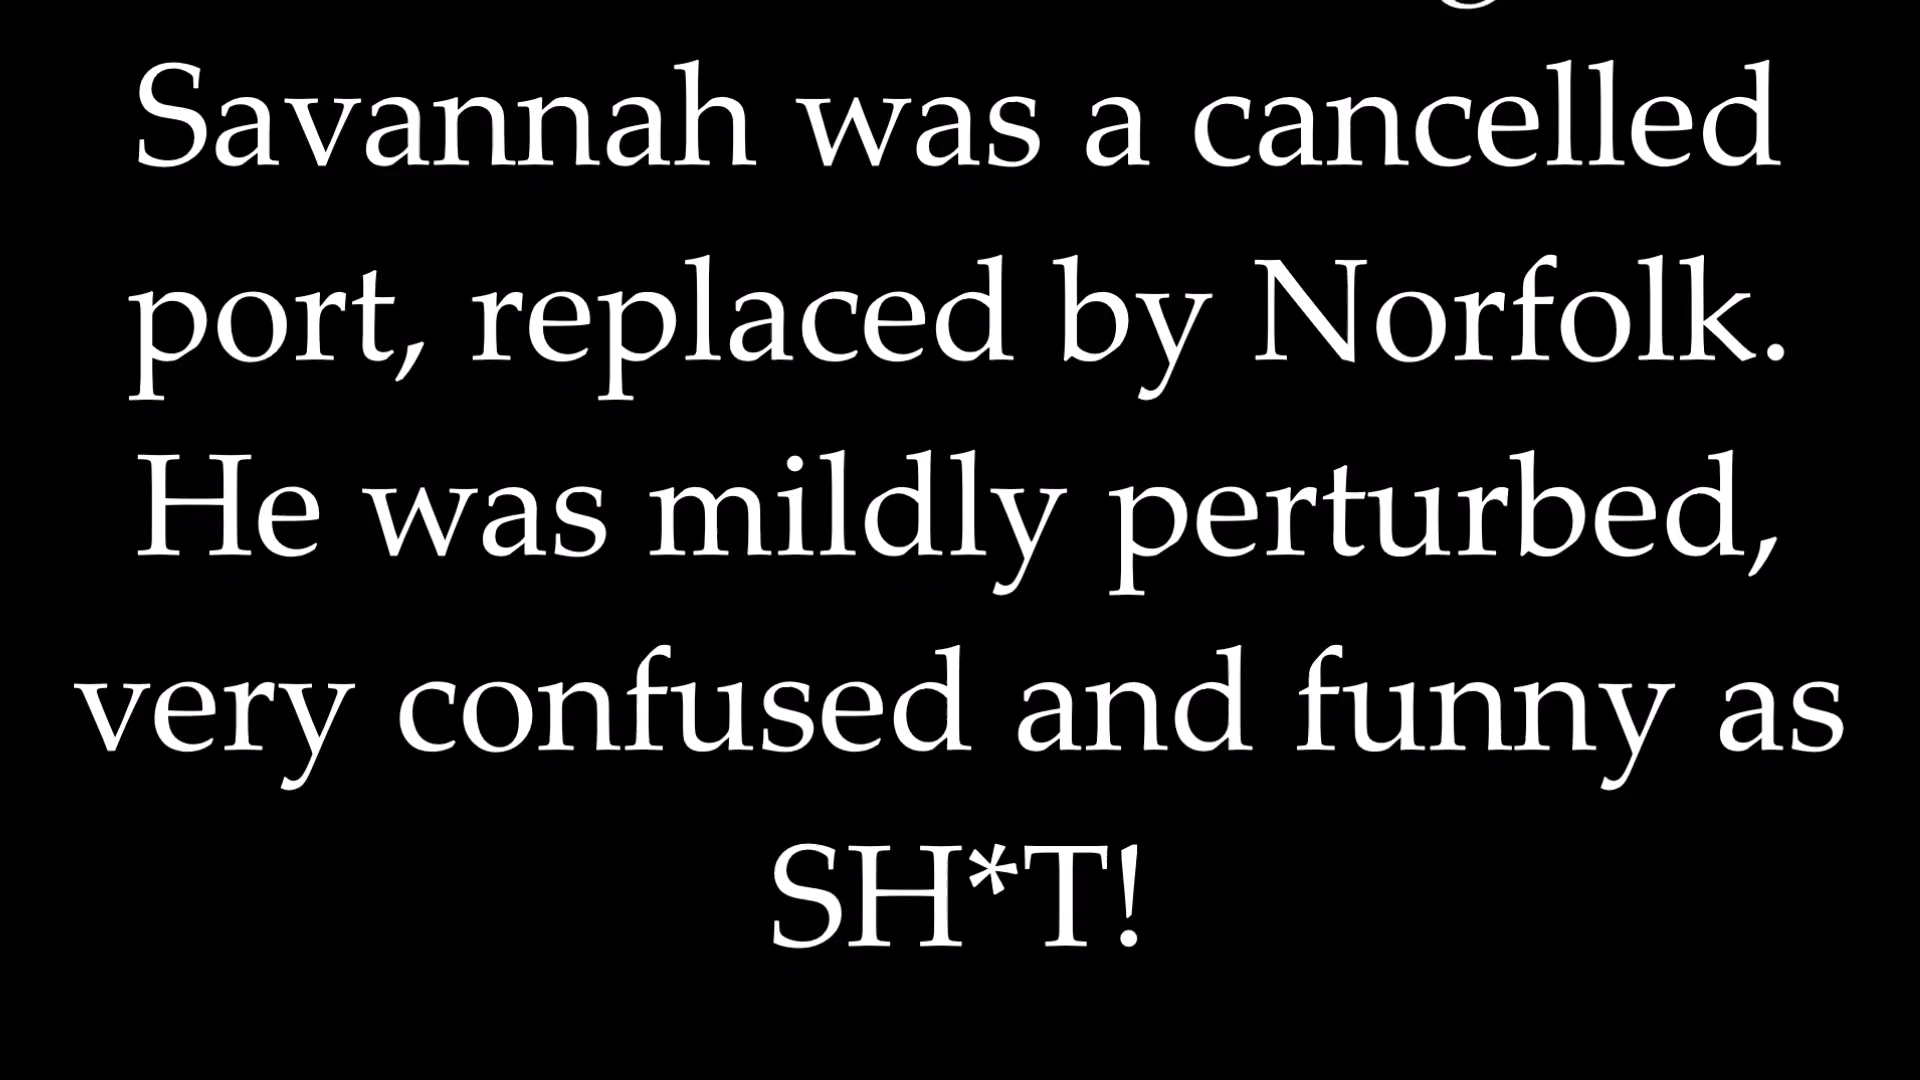 Savannah was a cancelled
port, replaced by Norfolk.
He was mildly perturbed,
very confused and funny as
SH*T!